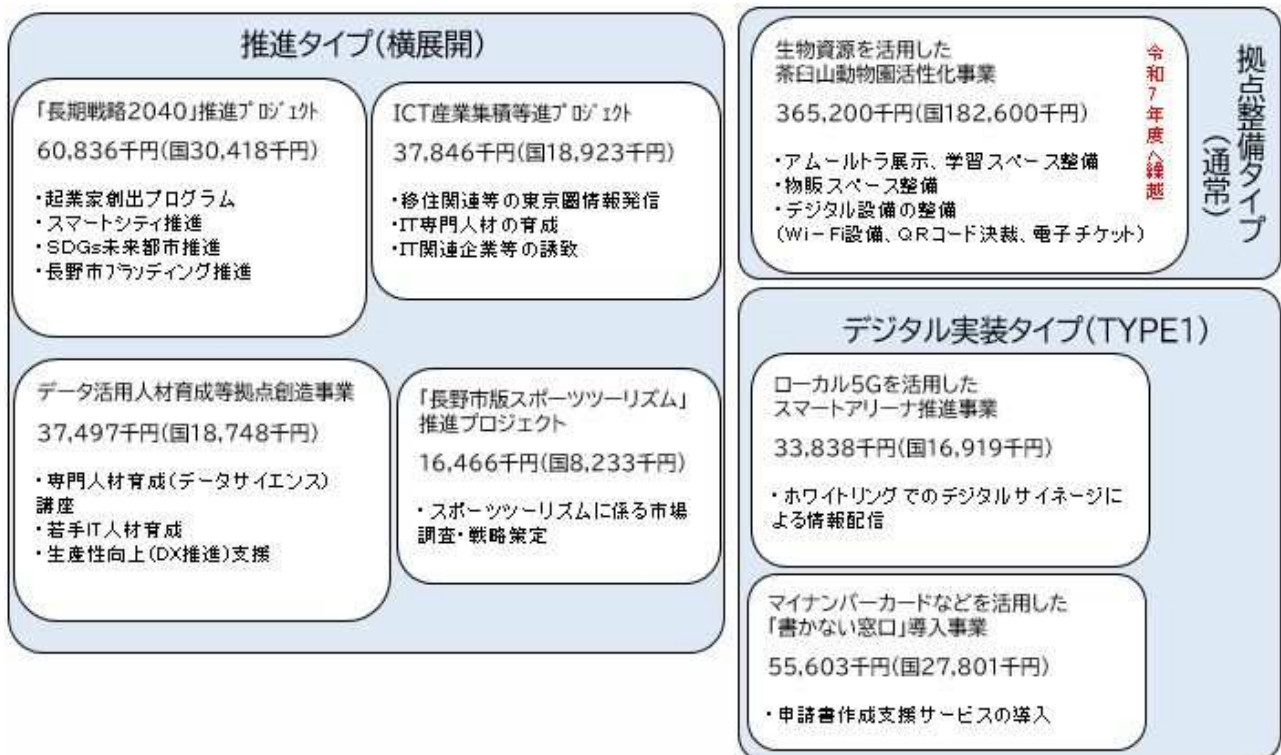 推進タイプ(横展開)
「長期戦略2040」推進プロジェクト
60,836千円(国30,418千円)
・起業家創出プログラム
・スマートシティ推進
・SDGs未来都市推進
・長野市ブランディング推進
ICT産業集積等進プロジェクト
37,846千円(国18,923千円)
・移住関連等の東京圏情報発信
・IT専門人材の育成
・IT関連企業等の誘致
データ活用人材育成等拠点創造事業
37,497千円(国18,748千円)
・専門人材育成(データサイエンス)
講座
・若手IT人材育成
・生産性向上(DX推進)支援
「長野市版スポーツツーリズム」
推進プロジェクト
16,466千円(国8,233千円)
・スポーツツーリズムに係る市場
調査・戦略策定
拠点整備タイプ
(通常)
生物資源を活用した
茶臼山動物園活性化事業
365,200千円(国182,600千円)
・アムールトラ展示、学習スペース整備
・物販スペース整備
・デジタル設備の整備
(Wi-Fi設備、QRコード決裁、電子チケット)
令和7年度へ繰越
デジタル実装タイプ(TYPE1)
ローカル5Gを活用した
スマートアリーナ推進事業
33,838千円(国16,919千円)
・ホワイトリングでのデジタルサイネージに
よる情報配信
マイナンバーカードなどを活用した
「書かない窓口」導入事業
55,603千円(国27,801千円)
・申請書作成支援サービスの導入